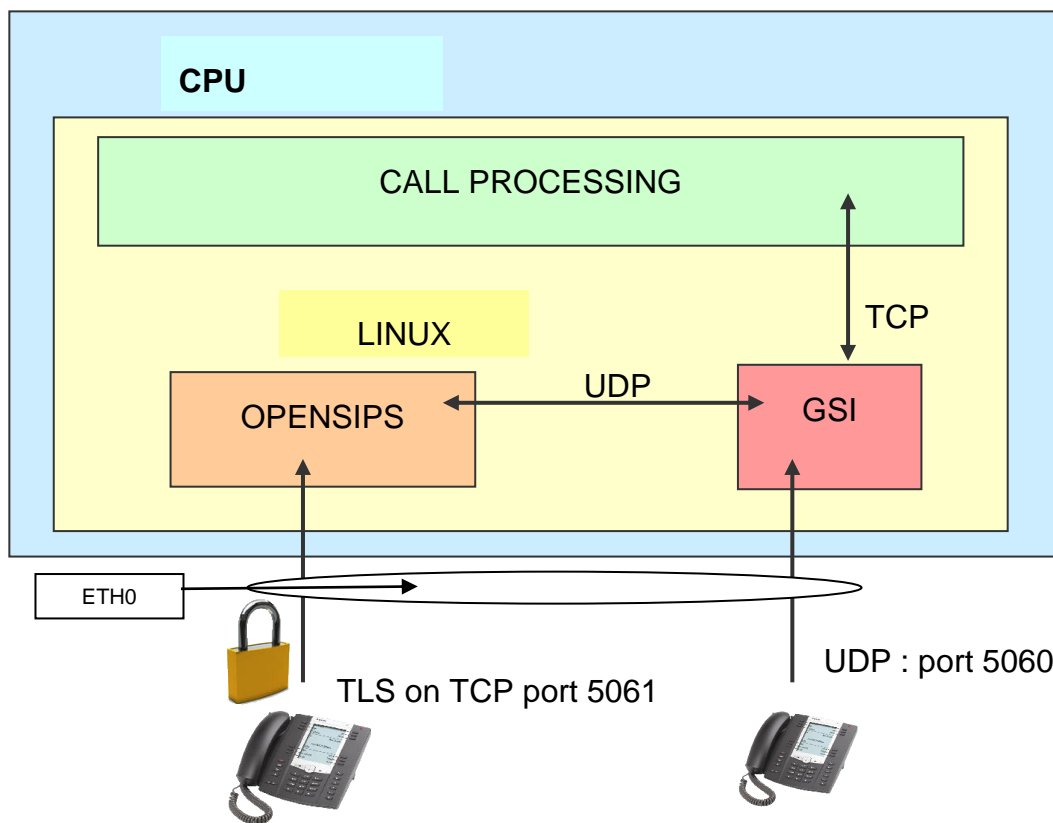 CPU
CALL PROCESSING
TCP
LINUX
UDP
OPENSIPS
GSI
ETH0
UDP : port 5060
TLS on TCP port 5061